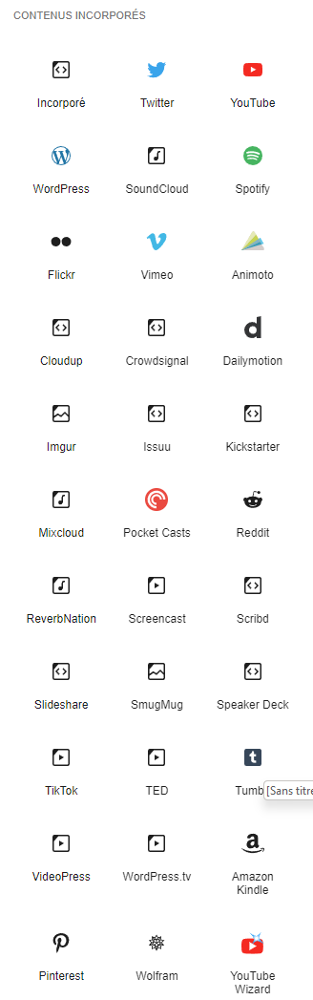 CONTENUS INCORPORÉS
Incorporé Twitter YouTube
WordPress SoundCloud Spotify
Flickr Vimeo Animoto
Cloudup Crowdsignal Dailymotion
Imgur Issuu Kickstarter
Mixcloud Pocket Casts Reddit
ReverbNation Screencast Scribd
Slideshare SmugMug Speaker Deck
TikTok TED Tumb [Sans titre
VideoPress WordPress.tv Amazon
Kindle
Pinterest Wolfram YouTube
Wizard